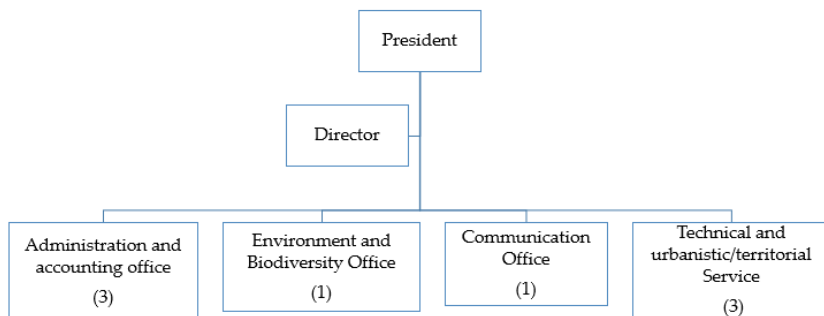 President
Director
Administration and
accounting office
(3)
Environment and
Biodiversity Office
(1)
Communication
Office
(1)
Technical and
urbanistic/territorial
Service
(3)